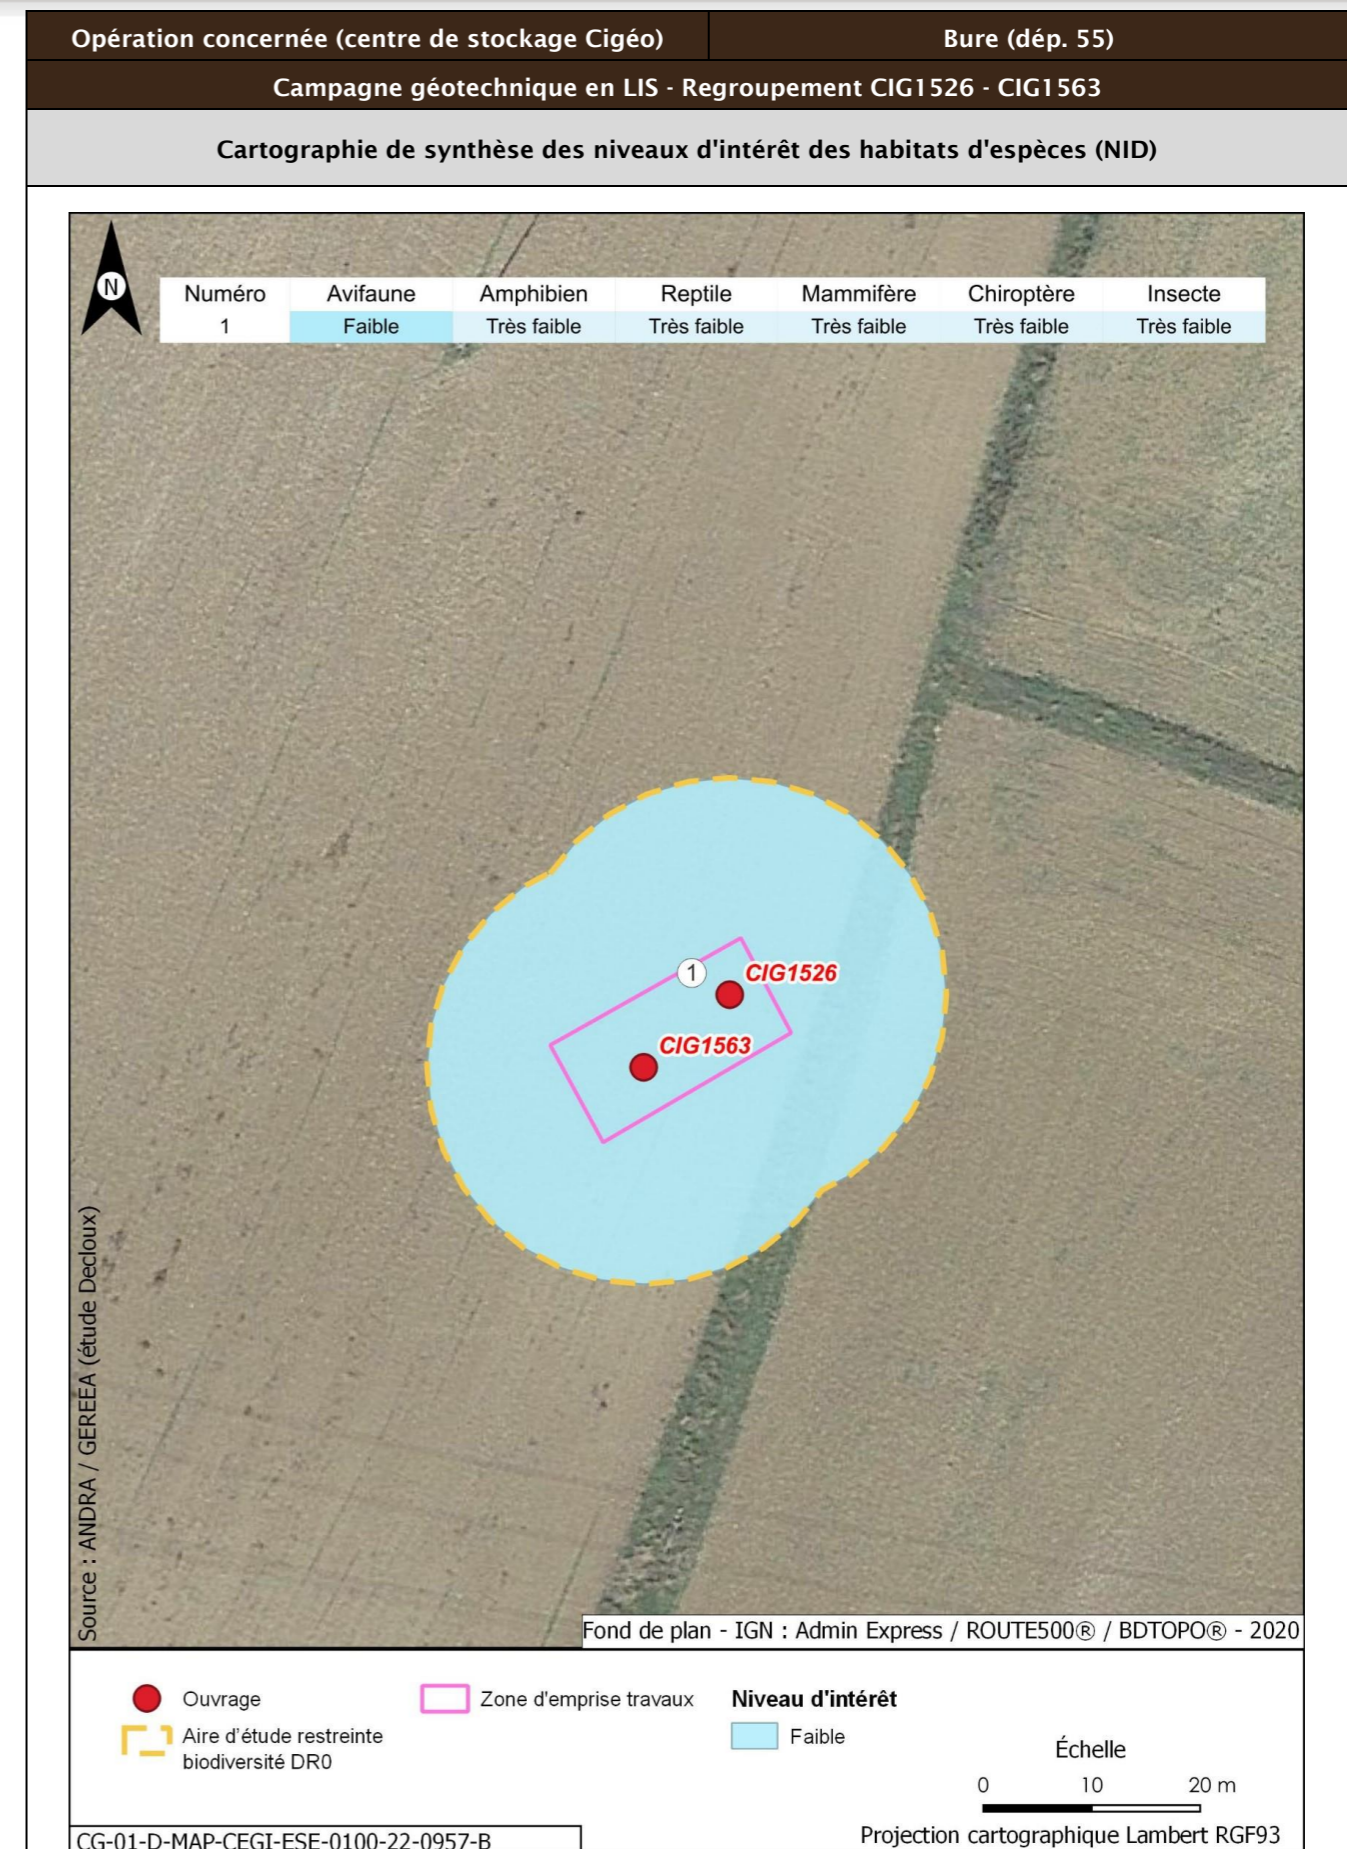 Opération concernée (centre de stockage Cigéo) Bure (dép. 55)
Campagne géotechnique en LIS - Regroupement CIG1526 - CIG1563
Cartographie de synthèse des niveaux d'intérêt des habitats d'espèces (NID)
N
Numéro Avifaune Amphibien Reptile Mammifère Chiroptère Insecte
1 Faible Très faible Très faible Très faible Très faible Très faible
1 CIG1526
CIG1563
Source : ANDRA / GEREEA (étude Decloux)
Fond de plan - IGN : Admin Express / ROUTE500® / BDTOPO® - 2020
Ouvrage
Zone d'emprise travaux
Aire d'étude restreinte
biodiversité DR0
Niveau d'intérêt
Faible
Échelle
0 10 20 m
Projection cartographique Lambert RGF93
CG-01-D-MAP-CEGI-ESE-0100-22-0957-B